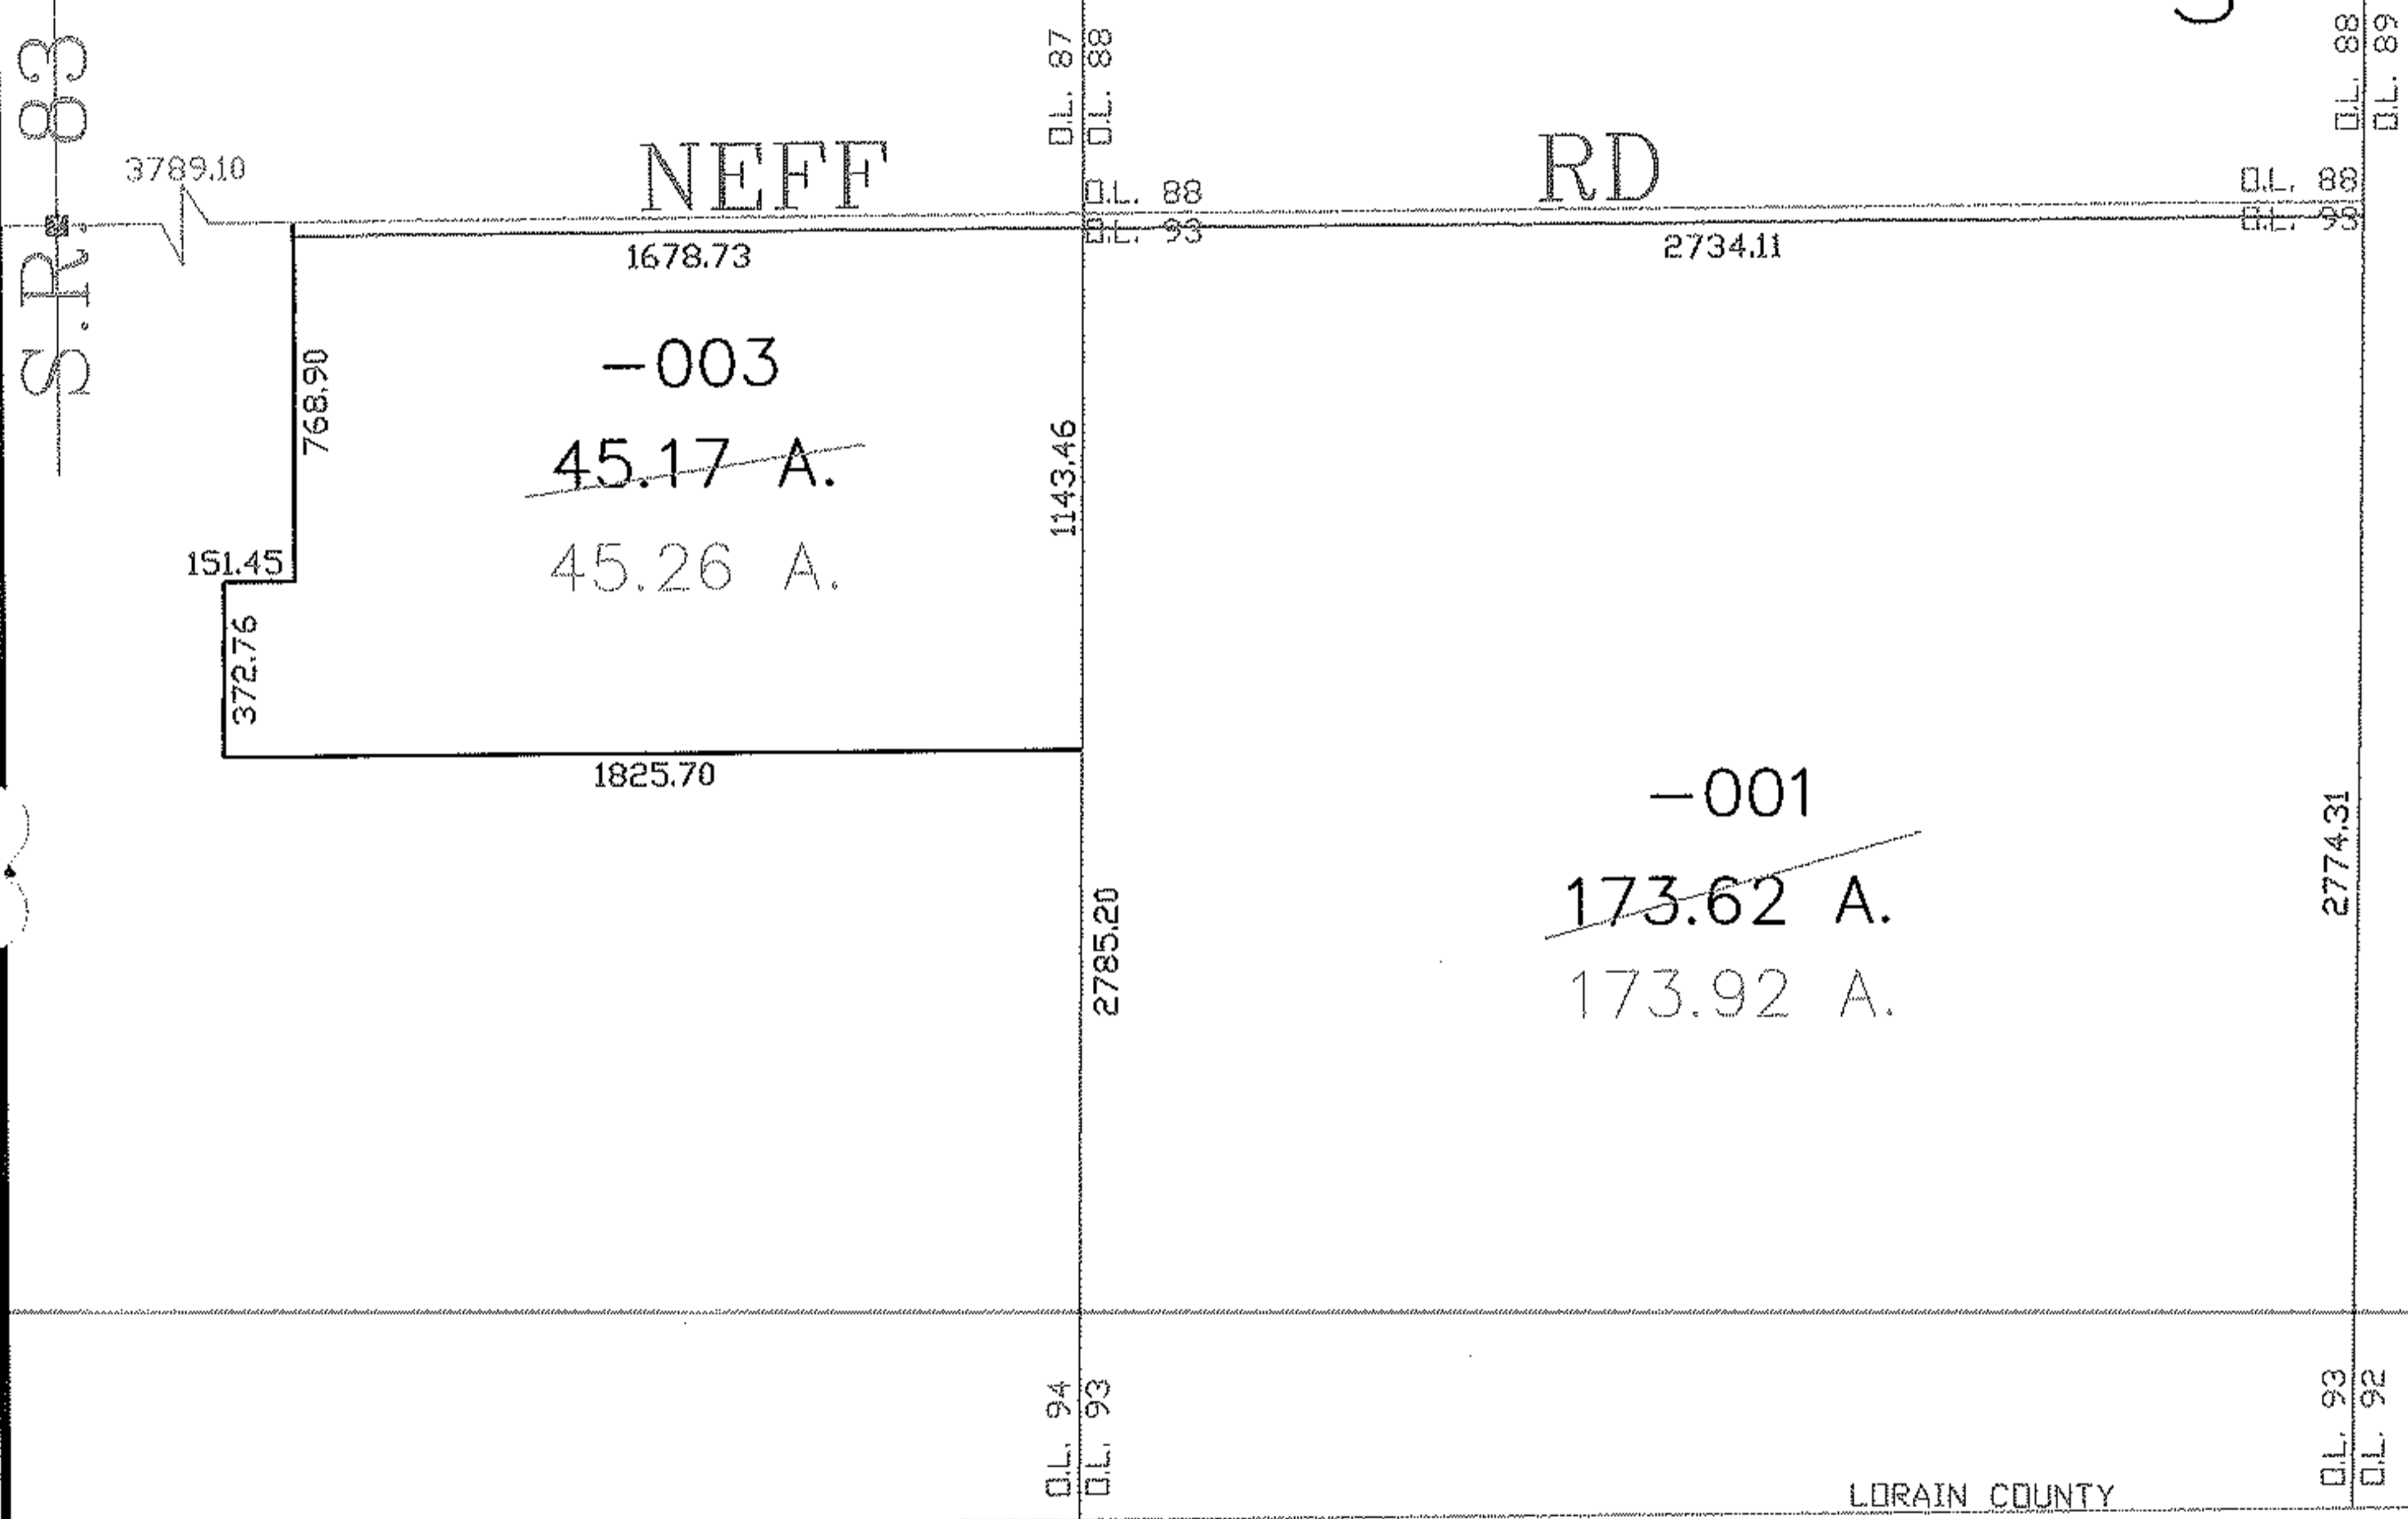 S.R. 83
3789.10
NEFF RD
O.L. 87
O.L. 88
O.L. 88
O.L. 89
O.L. 88
O.L. 93
O.L. 88
O.L. 93
1678.73
2734.11
768.90
-003
45.17 A.
45.26 A.
1143.46
151.45
372.76
1825.70
-001
173.62 A.
173.92 A.
2785.20
2774.31
O.L. 94
O.L. 93
O.L. 93
O.L. 92
LORAIN COUNTY